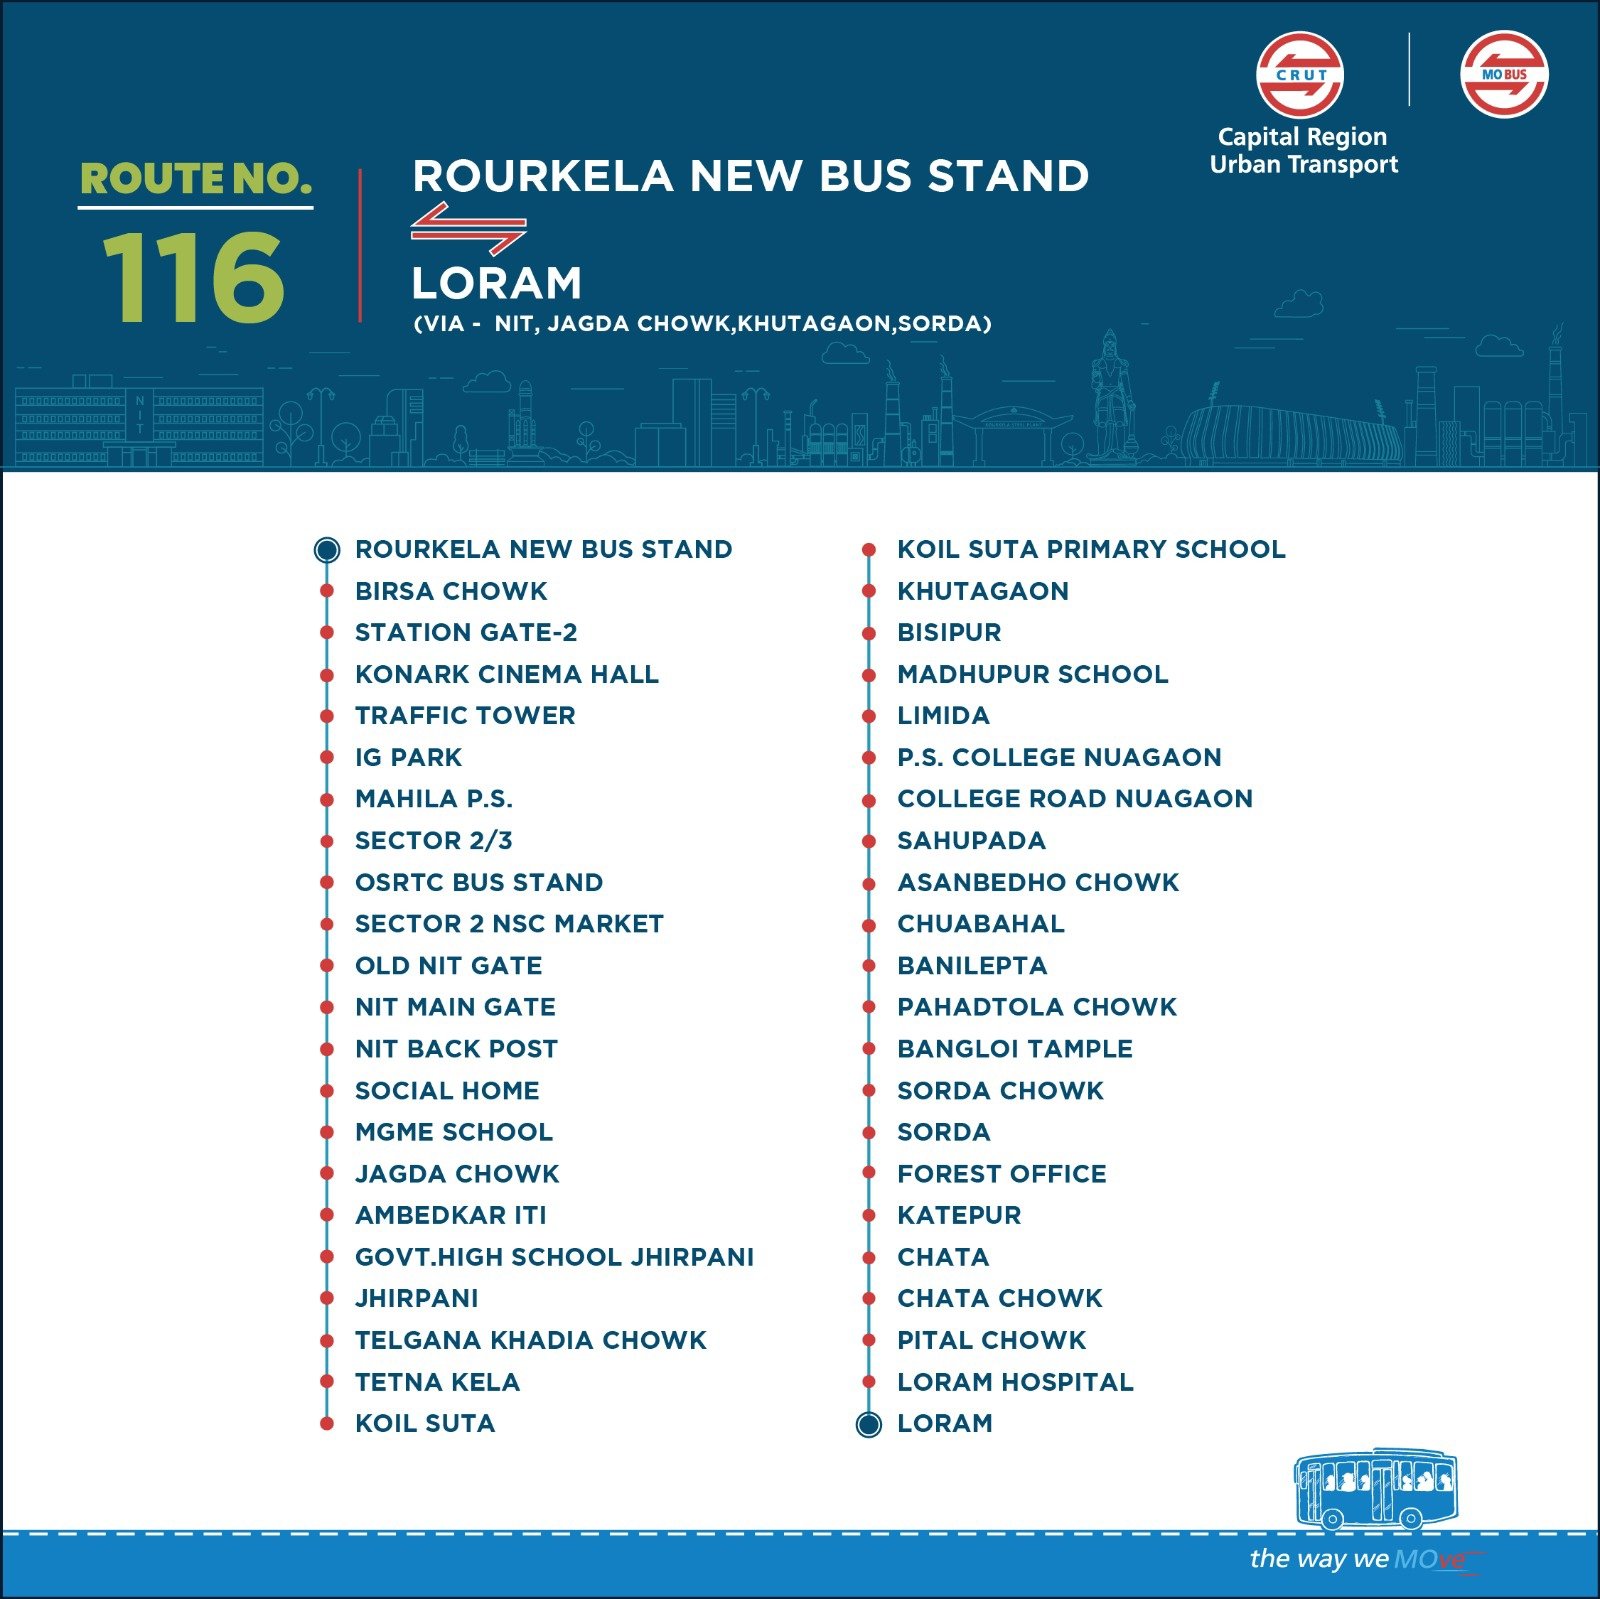 CRUT
MO BUS
Capital Region
Urban Transport
ROUTE NO.
116
ROURKELA NEW BUS STAND
LORAM
(VIA - NIT, JAGDA CHOWK,KHUTAGAON,SORDA)
NIT
ROURKELA STEEL PLANT
ROURKELA NEW BUS STAND
BIRSA CHOWK
STATION GATE-2
KONARK CINEMA HALL
TRAFFIC TOWER
IG PARK
MAHILA P.S.
SECTOR 2/3
OSRTC BUS STAND
SECTOR 2 NSC MARKET
OLD NIT GATE
NIT MAIN GATE
NIT BACK POST
SOCIAL HOME
MGME SCHOOL
JAGDA CHOWK
AMBEDKAR ITI
GOVT.HIGH SCHOOL JHIRPANI
JHIRPANI
TELGANA KHADIA CHOWK
TETNA KELA
KOIL SUTA
KOIL SUTA PRIMARY SCHOOL
KHUTAGAON
BISIPUR
MADHUPUR SCHOOL
LIMIDA
P.S. COLLEGE NUAGAON
COLLEGE ROAD NUAGAON
SAHUPADA
ASANBEDHO CHOWK
CHUABAHAL
BANILEPTA
PAHADTOLA CHOWK
BANGLOI TAMPLE
SORDA CHOWK
SORDA
FOREST OFFICE
KATEPUR
CHATA
CHATA CHOWK
PITAL CHOWK
LORAM HOSPITAL
LORAM
the way we MOve